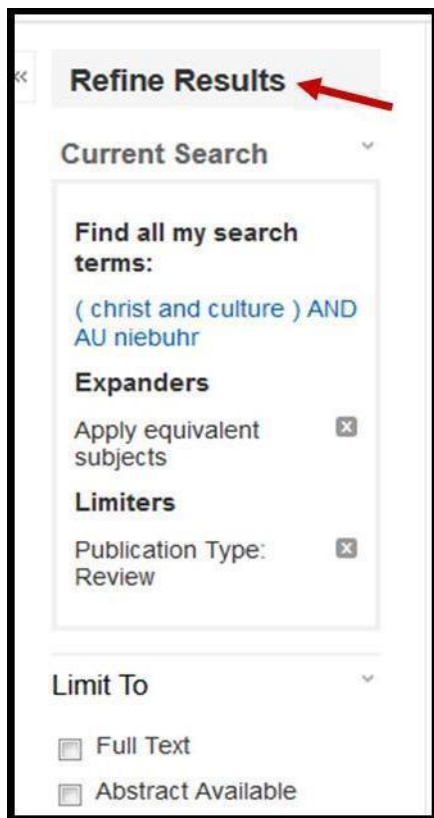 «
Refine Results
Current Search
Find all my search
terms:
( christ and culture ) AND
AU niebuhr
Expanders
Apply equivalent
subjects
Limiters
Publication Type:
Review
Limit To
Full Text
Abstract Available